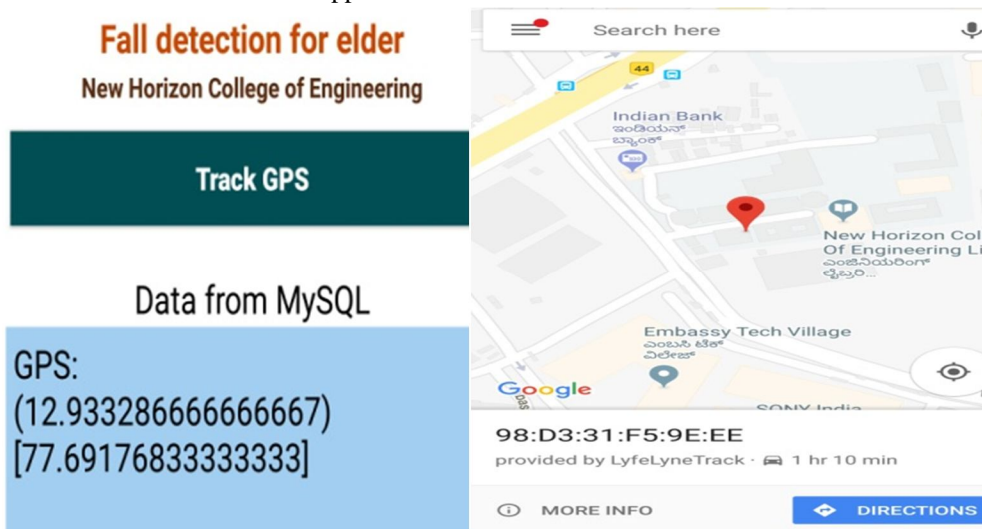 Fall detection for elder
New Horizon College of Engineering
Track GPS
Data from MySQL
GPS:
(12.933286666666667)
[77.69176833333333]
Search here
44
Indian Bank
ಇಂಡಿಯನ್
ಬ್ಯಾಂಕ್
New Horizon Col
Of Engineering Li
ಎಂಜಿನಿಯರಿಂಗ್
ಲೈಬ್ರರಿ...
Embassy Tech Village
ಎಂಬಸಿ ಟೆಕ್
ವಿಲೇಜ್
Google
SONY India
98:D3:31:F5:9E:EE
provided by LyfeLyneTrack · 1 hr 10 min
MORE INFO
DIRECTIONS